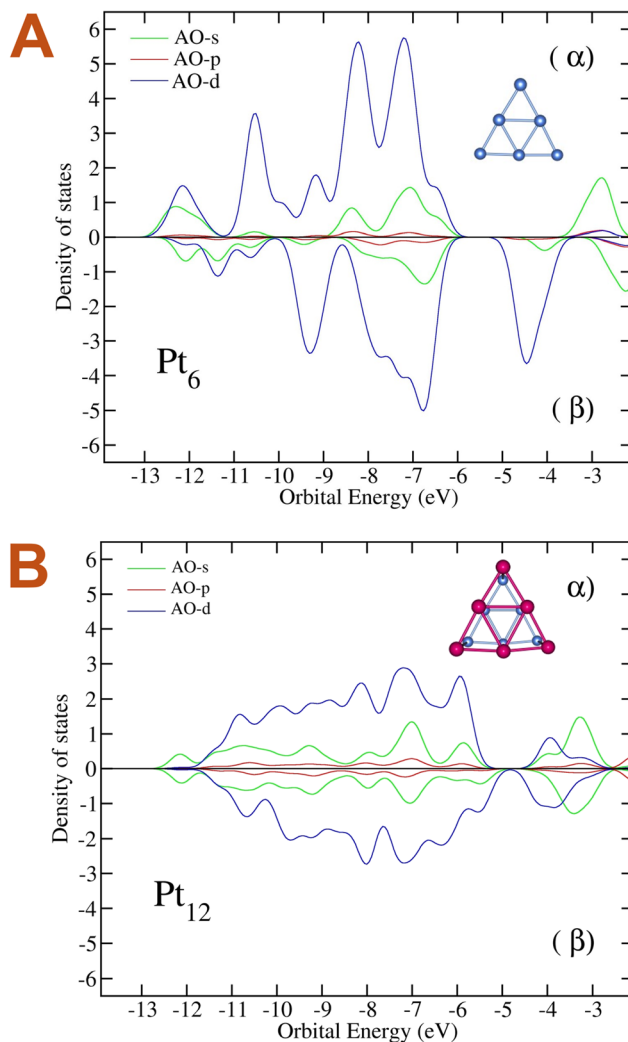 A
6
5
4
3
2
1
0
-1
-2
-3
-4
-5
-6
Density of states
AO-s
AO-p
AO-d
( α)
Pt6
( β)
-13 -12 -11 -10 -9 -8 -7 -6 -5 -4 -3
Orbital Energy (eV)
B
6
5
4
3
2
1
0
-1
-2
-3
-4
-5
-6
Density of states
AO-s
AO-p
AO-d
α)
Pt12
( β)
-13 -12 -11 -10 -9 -8 -7 -6 -5 -4 -3 -2
Orbital Energy (eV)